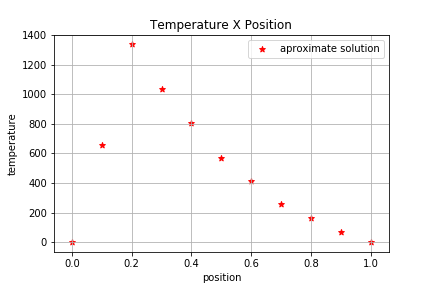 Temperature X Position
aproximate solution
1400
1200
1000
800
600
400
200
0
temperature
0.0 0.2 0.4 0.6 0.8 1.0
position